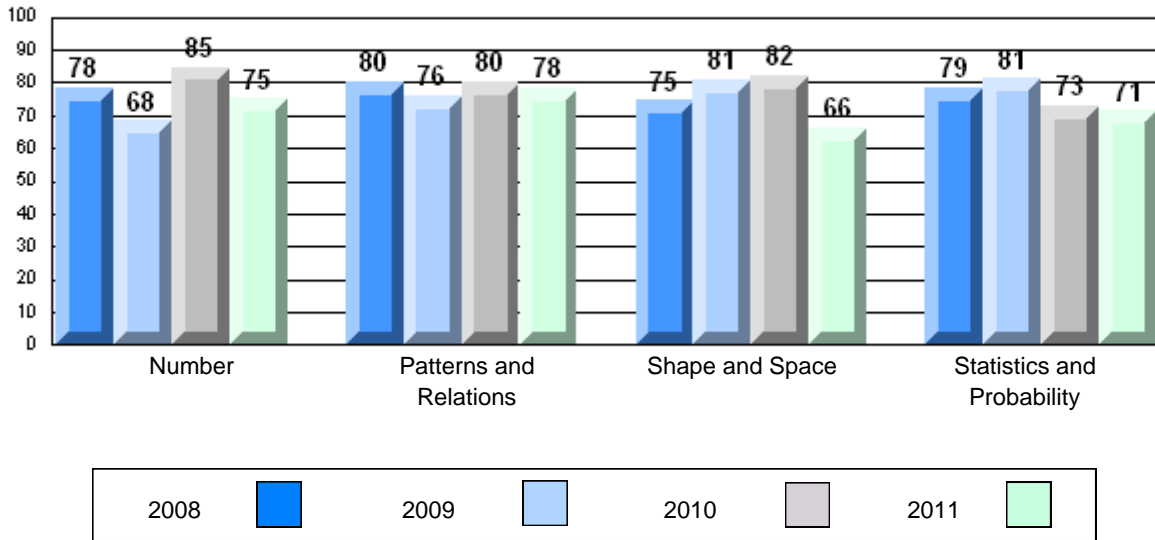 100
90
80
70
60
50
40
30
20
10
0
78 68 85 75 80 76 80 78 75 81 82 66 79 81 73 71
Number Patterns and Shape and Space Statistics and
Relations Probability
2008 2009 2010 2011